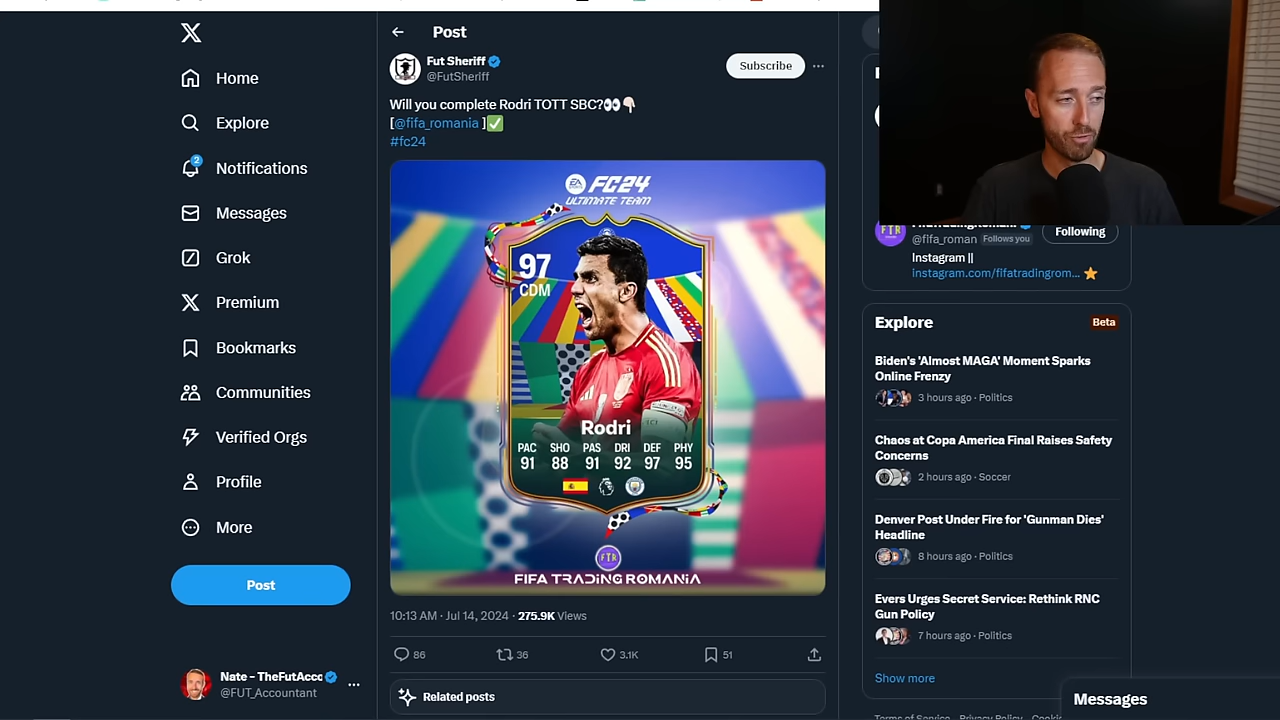 Home
Explore
2
Notifications
Messages
Grok
Premium
Bookmarks
Communities
Verified Orgs
Profile
More
Post
Nate - TheFutAcc
@FUT_Accountant
Post
Fut Sheriff
@FutSheriff
Subscribe
Will you complete Rodri TOTT SBC?👀👇🏻
[@fifa_romania ]✅
#fc24
EA SPORTS FC24
ULTIMATE TEAM
97
CDM
Rodri
PAC SHO PAS DRI DEF PHY
91 88 91 92 97 95
FTR
FIFA TRADING ROMANIA
10:13 AM · Jul 14, 2024 · 275.9K Views
86 36 3.1K 51
Related posts
FTR
@fifa_roman Follows you
Following
Instagram ||
instagram.com/fifatradingrom... ⭐
Explore
Beta
Biden's 'Almost MAGA' Moment Sparks
Online Frenzy
3 hours ago · Politics
Chaos at Copa America Final Raises Safety
Concerns
2 hours ago · Soccer
Denver Post Under Fire for 'Gunman Dies'
Headline
8 hours ago · Politics
Evers Urges Secret Service: Rethink RNC
Gun Policy
7 hours ago · Politics
Show more
Messages